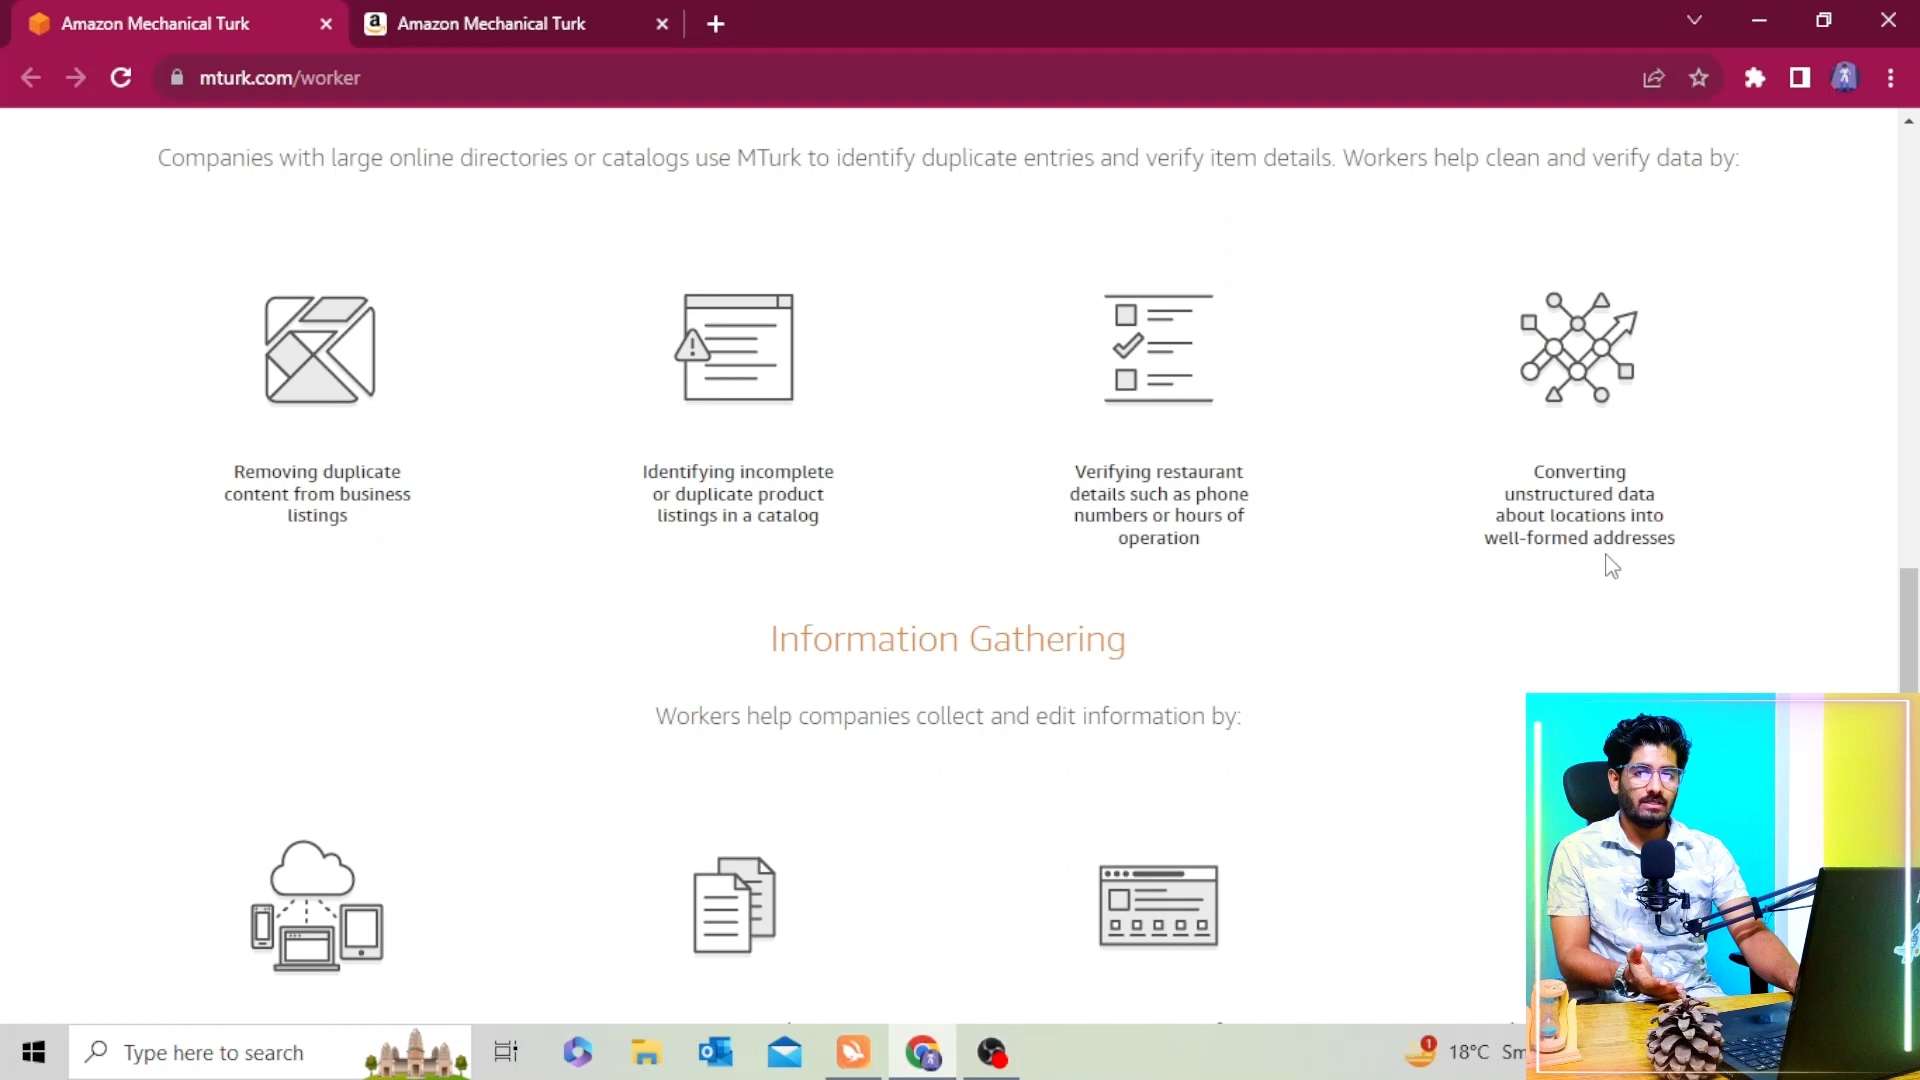 Amazon Mechanical Turk
Amazon Mechanical Turk
mturk.com/worker
Companies with large online directories or catalogs use MTurk to identify duplicate entries and verify item details. Workers help clean and verify data by:
Removing duplicate
content from business
listings
Identifying incomplete
or duplicate product
listings in a catalog
Verifying restaurant
details such as phone
numbers or hours of
operation
Converting
unstructured data
about locations into
well-formed addresses
Information Gathering
Workers help companies collect and edit information by:
Type here to search
1
18°C